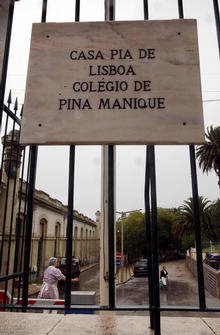 CASA PIA DE
LISBOA
COLÉGIO DE
PINA MANIQUE